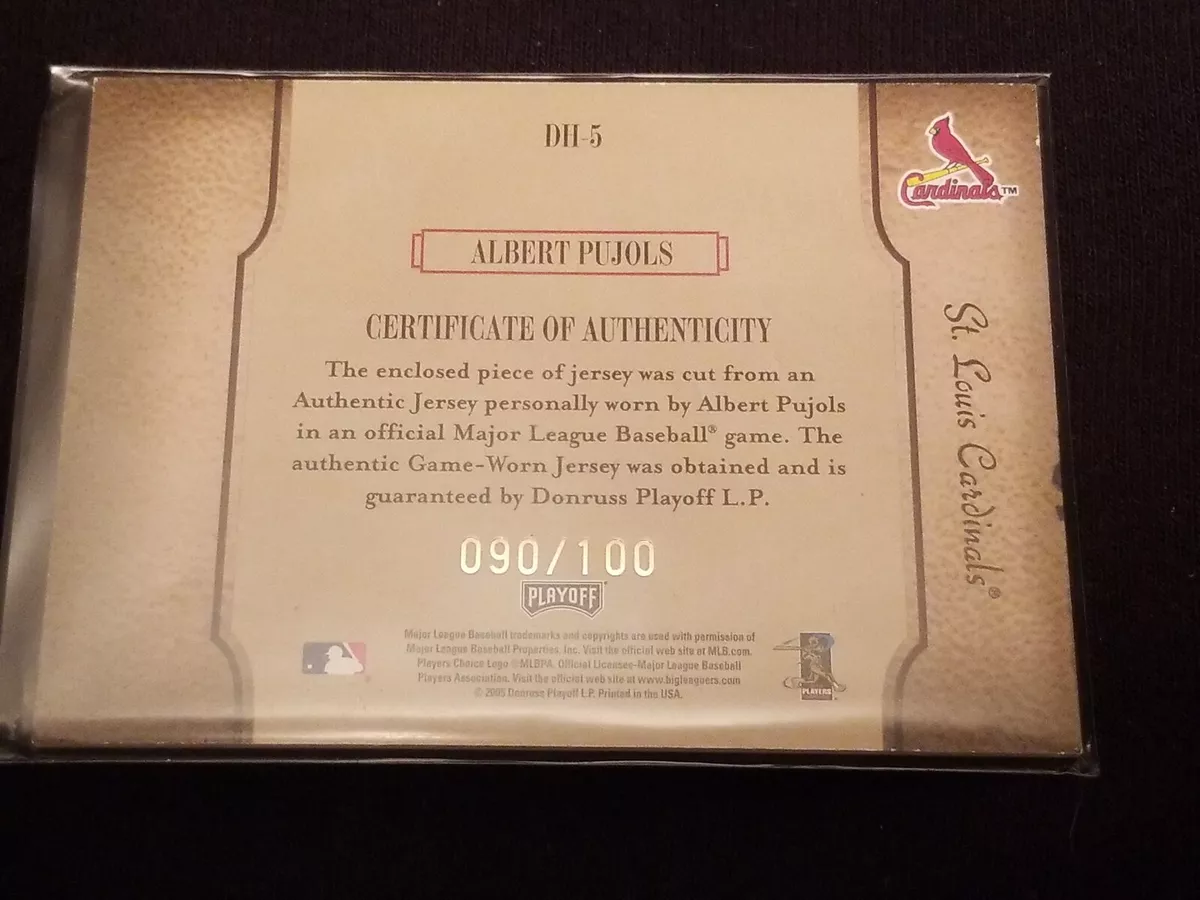 DH-5
Cardinals™
ALBERT PUJOLS
CERTIFICATE OF AUTHENTICITY
The enclosed piece of jersey was cut from an
Authentic Jersey personally worn by Albert Pujols
in an official Major League Baseball® game. The
authentic Game-Worn Jersey was obtained and is
guaranteed by Donruss Playoff L.P.
St. Louis Cardinals®
090/100
PLAYOFF
Major League Baseball trademarks and copyrights are used with permission of
Major League Baseball Properties, Inc. Visit the official web site at MLB.com.
Players Choice Logo ©MLBPA. Official Licensee-Major League Baseball
Players Association. Visit the official web site at www.bigleaguers.com
© 2005 Donruss Playoff L.P. Printed in the USA.
PLAYERS